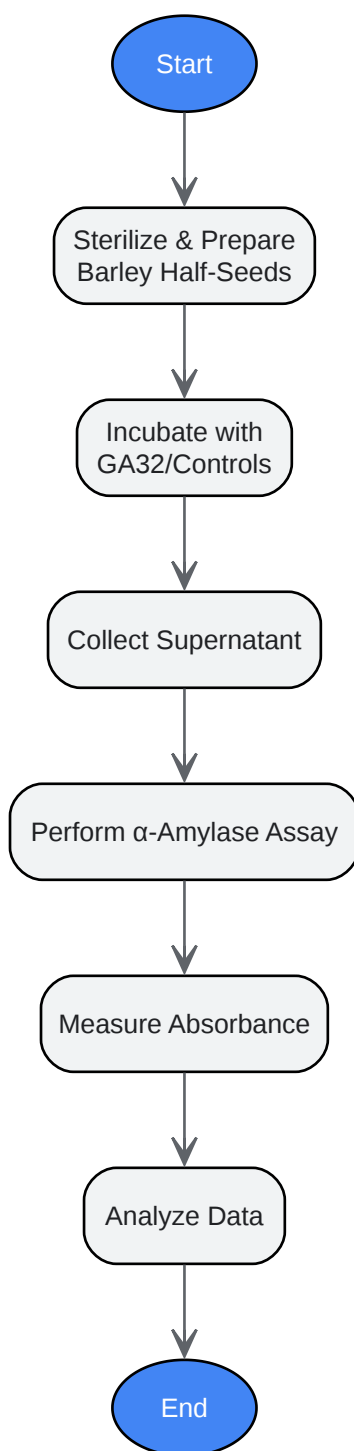 Start
Sterilize & Prepare
Barley Half-Seeds
Incubate with
GA32/Controls
Collect Supernatant
Perform α-Amylase Assay
Measure Absorbance
Analyze Data
End